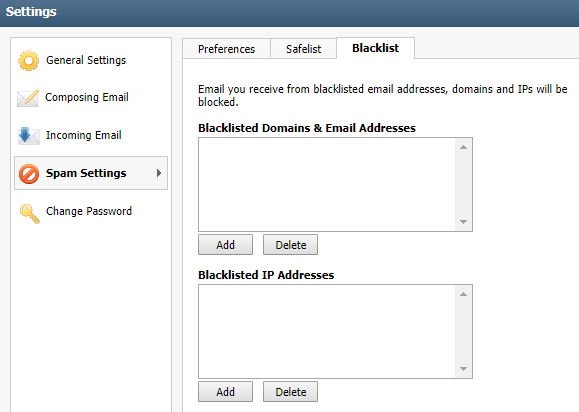 Settings
General Settings
Composing Email
Incoming Email
Spam Settings
Change Password
Preferences
Safelist
Blacklist
Email you receive from blacklisted email addresses, domains and IPs will be
blocked.
Blacklisted Domains & Email Addresses
Add
Delete
Blacklisted IP Addresses
Add
Delete